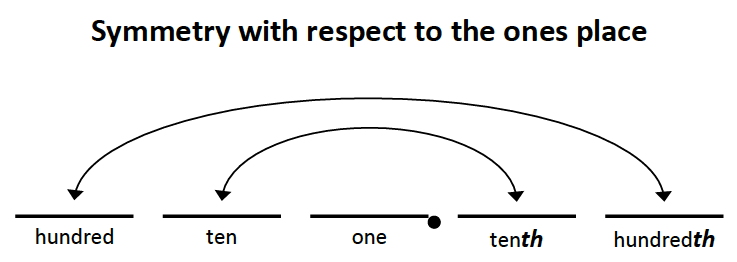 Symmetry with respect to the ones place
hundred ten one tenth hundredth